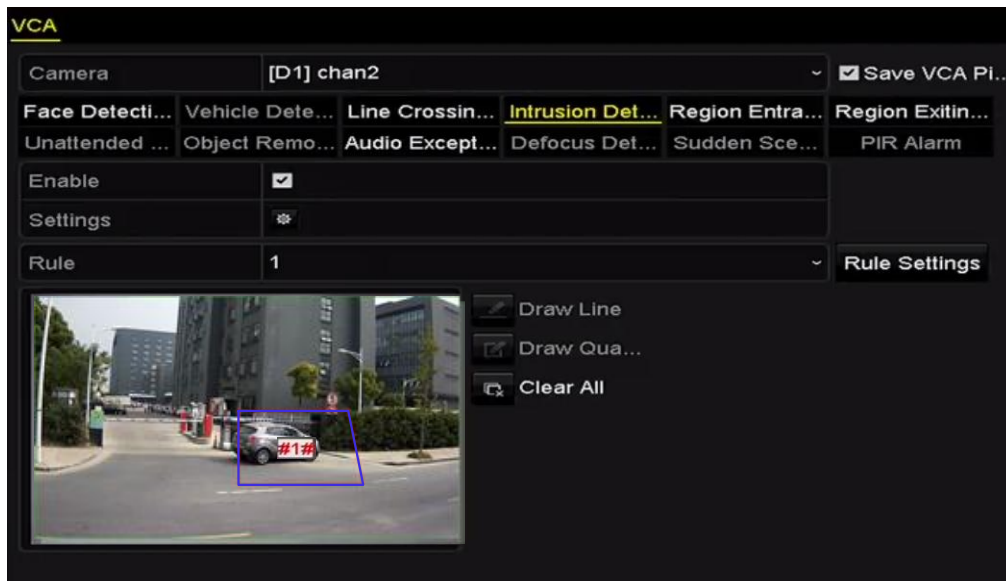 VCA
Camera [D1] chan2 Save VCA Pi...
Face Detecti... Vehicle Dete... Line Crossin... Intrusion Det... Region Entra... Region Exitin...
Unattended ... Object Remo... Audio Except... Defocus Det... Sudden Sce... PIR Alarm
Enable
Settings
Rule 1 Rule Settings
Draw Line
Draw Qua...
Clear All
#1#